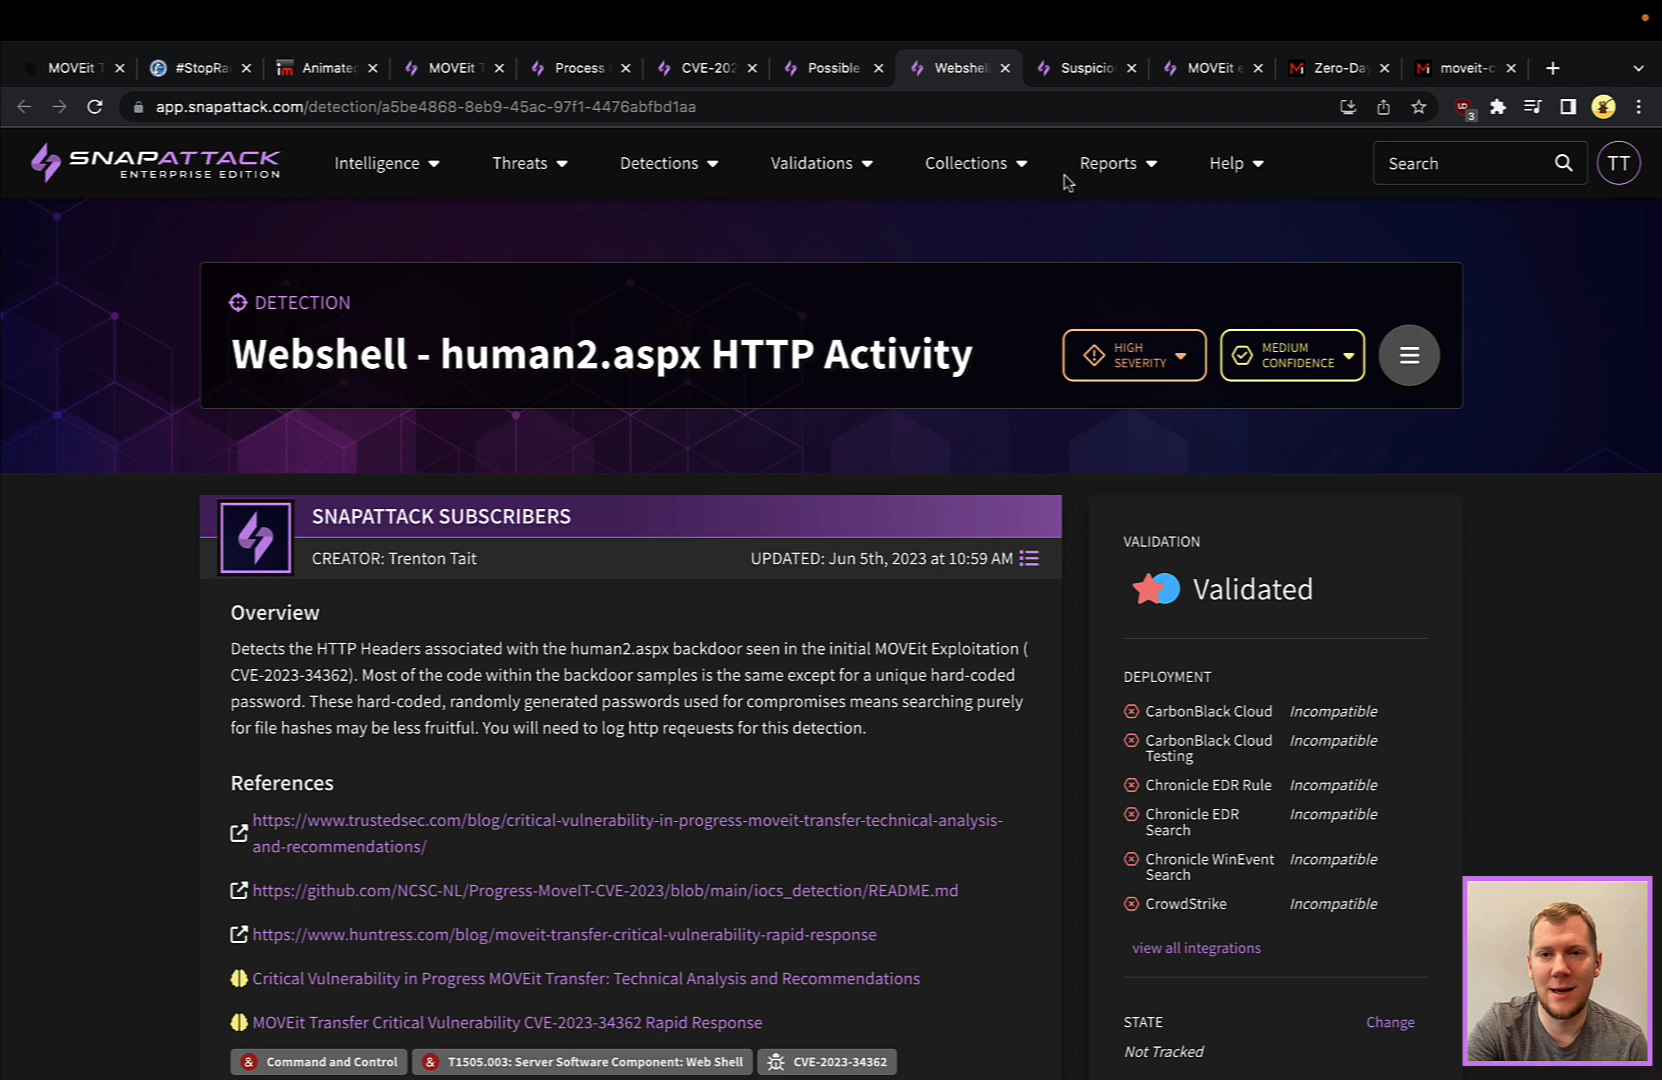 MOVEit T
#StopRa
Animated
MOVEit T
Process
CVE-202
Possible
Webshell
Suspicio
MOVEit e
Zero-Da
moveit-c
app.snapattack.com/detection/a5be4868-8eb9-45ac-97f1-4476abfbd1aa
3
SNAPATTACK
ENTERPRISE EDITION
Intelligence
Threats
Detections
Validations
Collections
Reports
Help
Search
TT
DETECTION
Webshell - human2.aspx HTTP Activity
HIGH
SEVERITY
MEDIUM
CONFIDENCE
SNAPATTACK SUBSCRIBERS
CREATOR: Trenton Tait
UPDATED: Jun 5th, 2023 at 10:59 AM
Overview
Detects the HTTP Headers associated with the human2.aspx backdoor seen in the initial MOVEit Exploitation (
CVE-2023-34362). Most of the code within the backdoor samples is the same except for a unique hard-coded
password. These hard-coded, randomly generated passwords used for compromises means searching purely
for file hashes may be less fruitful. You will need to log http reqeuests for this detection.
References
https://www.trustedsec.com/blog/critical-vulnerability-in-progress-moveit-transfer-technical-analysis-
and-recommendations/
https://github.com/NCSC-NL/Progress-MoveIT-CVE-2023/blob/main/iocs_detection/README.md
https://www.huntress.com/blog/moveit-transfer-critical-vulnerability-rapid-response
Critical Vulnerability in Progress MOVEit Transfer: Technical Analysis and Recommendations
MOVEit Transfer Critical Vulnerability CVE-2023-34362 Rapid Response
Command and Control
T1505.003: Server Software Component: Web Shell
CVE-2023-34362
VALIDATION
Validated
DEPLOYMENT
CarbonBlack Cloud Incompatible
CarbonBlack Cloud Incompatible
Testing
Chronicle EDR Rule Incompatible
Chronicle EDR Incompatible
Search
Chronicle WinEvent Incompatible
Search
CrowdStrike Incompatible
view all integrations
STATE
Change
Not Tracked